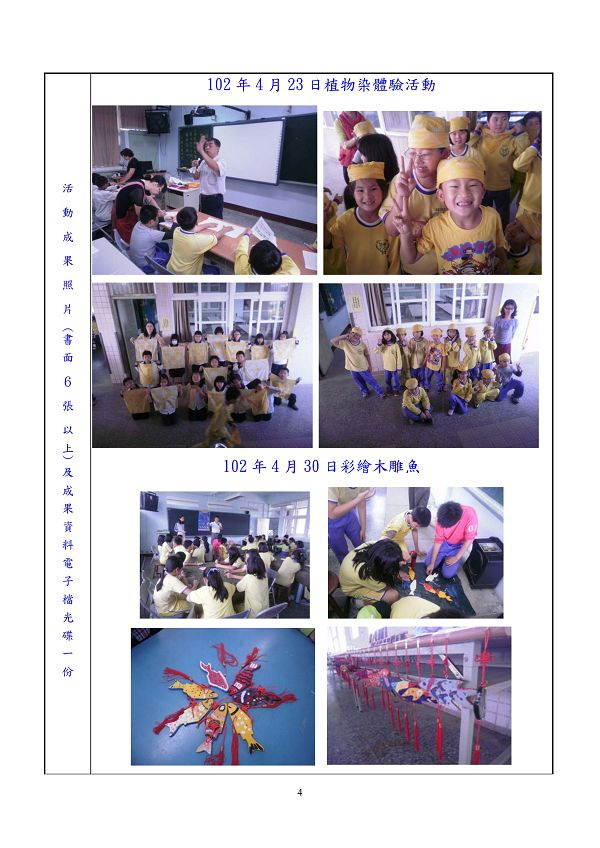 102 年 4 月 23 日植物染體驗活動
活動成果照片（書面 6 張以上）及成果資料電子檔光碟一份
102 年 4 月 30 日彩繪木雕魚
4